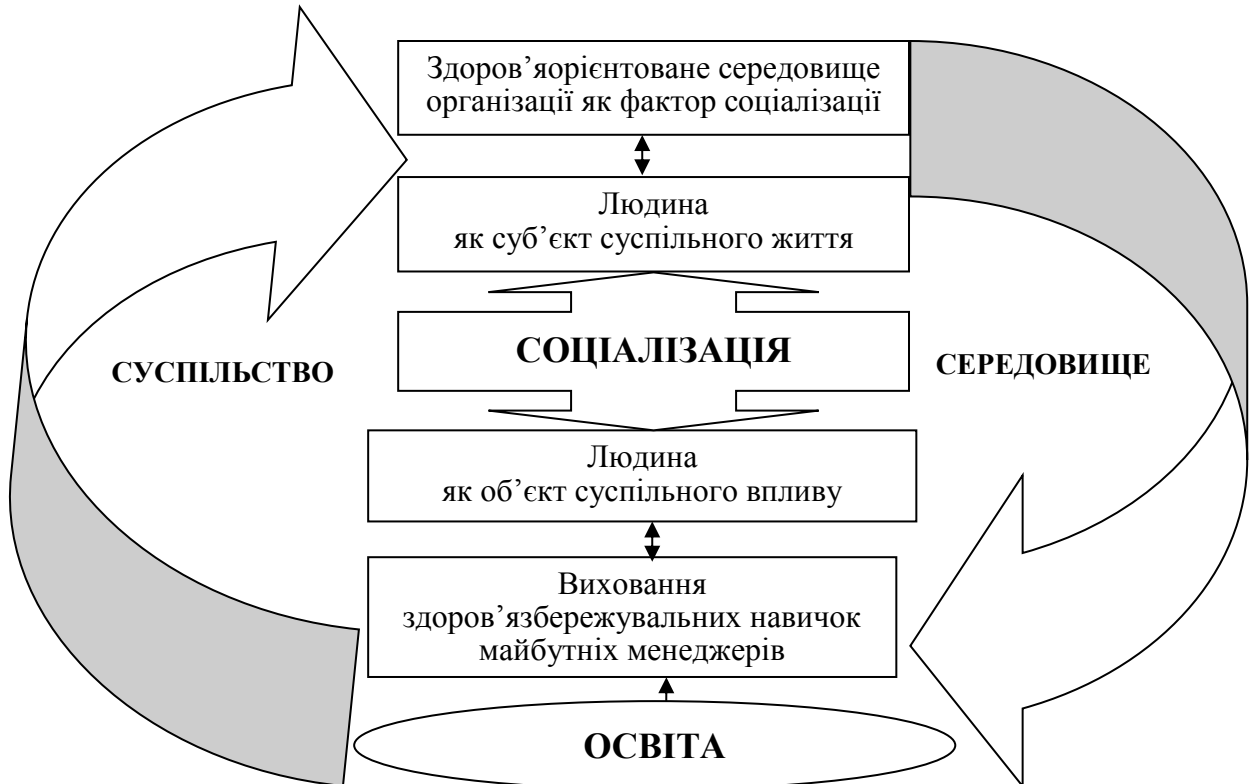 Здоров’яорієнтоване середовище
організації як фактор соціалізації
Людина
як суб’єкт суспільного життя
СУСПІЛЬСТВО
СОЦІАЛІЗАЦІЯ
СЕРЕДОВИЩЕ
Людина
як об’єкт суспільного впливу
Виховання
здоров’язбережувальних навичок
майбутніх менеджерів
ОСВІТА